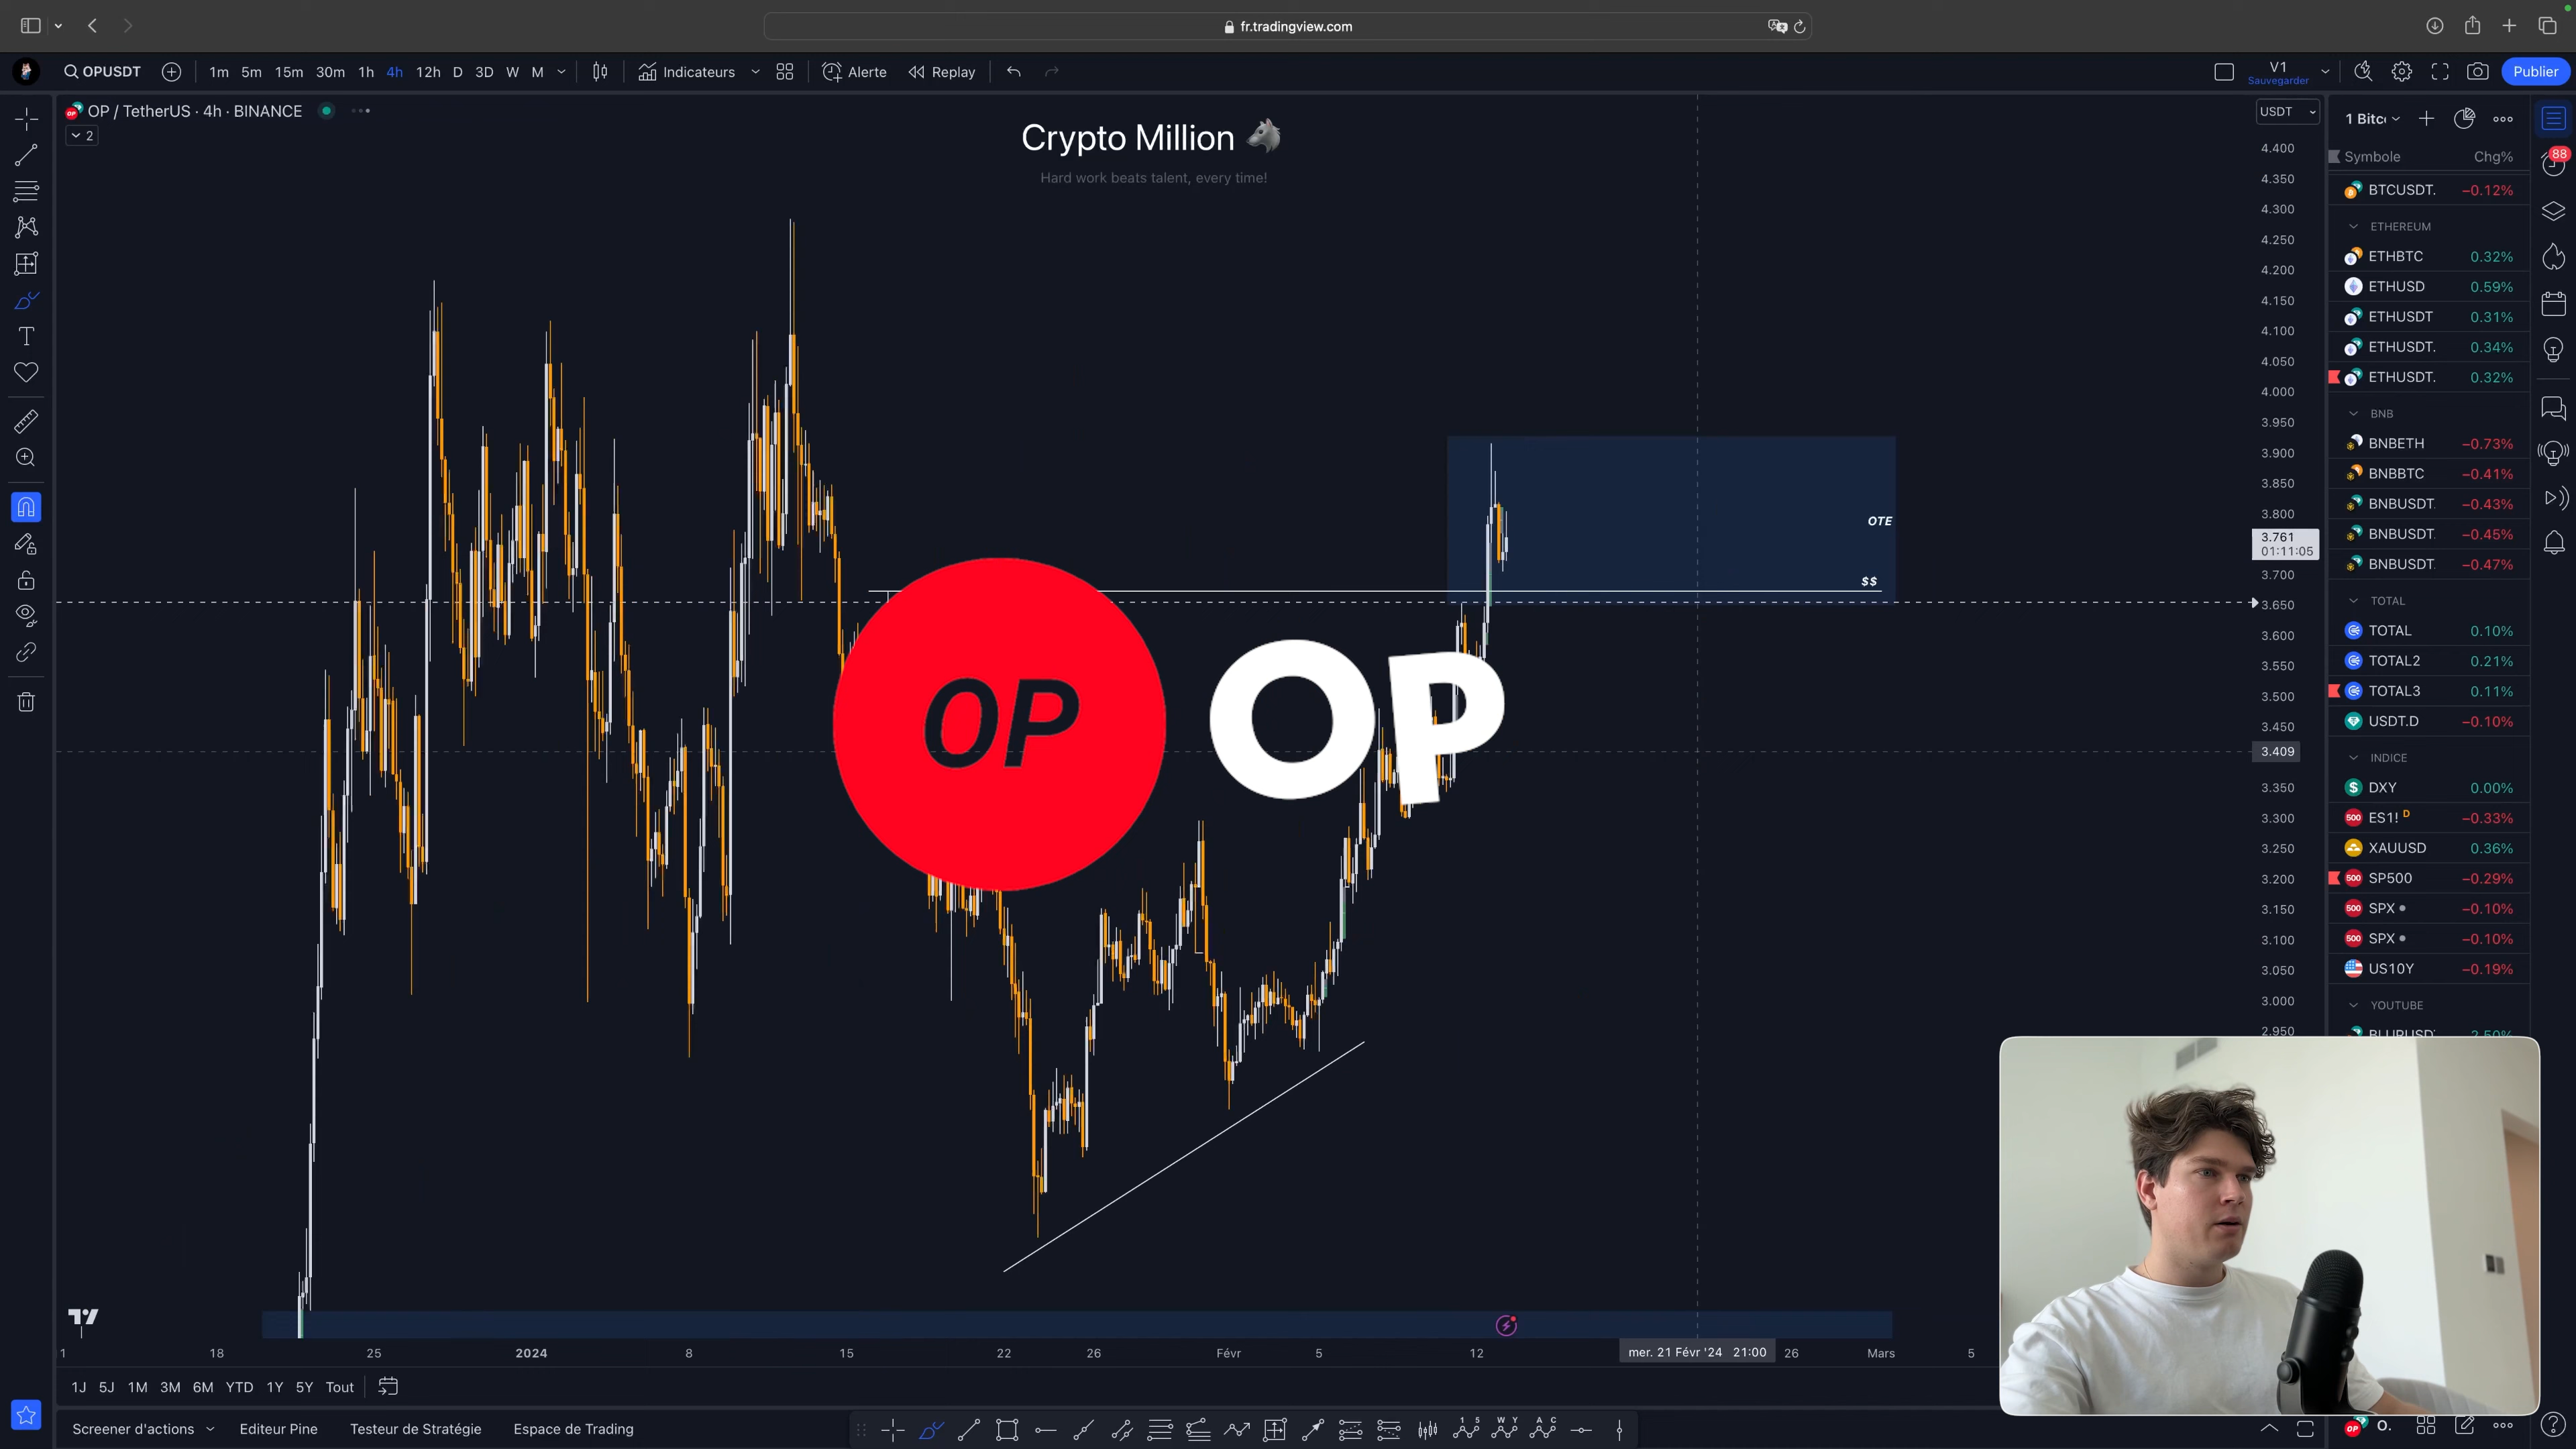 fr.tradingview.com
OPUSDT 1m 5m 15m 30m 1h 4h 12h D 3D W M Indicateurs Alerte Replay V1 Sauvegarder Publier
OP / TetherUS · 4h · BINANCE
2
Crypto Million
Hard work beats talent, every time!
USDT
4.400
4.350
4.300
4.250
4.200
4.150
4.100
4.050
4.000
3.950
3.900
3.850
3.800
3.761
01:11:05
3.700
3.650
3.600
3.550
3.500
3.450
3.409
3.350
3.300
3.250
3.200
3.150
3.100
3.050
3.000
2.950
OTE
$$
OP OP
1 18 25 2024 8 15 22 26 Févr 5 12 mer. 21 Févr '24 21:00 26 Mars 5
1J 5J 1M 3M 6M YTD 1Y 5Y Tout
Screener d'actions Editeur Pine Testeur de Stratégie Espace de Trading
1 5 W Y A C
1 Bitc
88
Symbole Chg%
BTCUSDT. −0.12%
ETHEREUM
ETHBTC 0.32%
ETHUSD 0.59%
ETHUSDT 0.31%
ETHUSDT. 0.34%
ETHUSDT. 0.32%
BNB
BNBETH −0.73%
BNBBTC −0.41%
BNBUSDT −0.43%
BNBUSDT. −0.45%
BNBUSDT. −0.47%
TOTAL
TOTAL 0.10%
TOTAL2 0.21%
TOTAL3 0.11%
USDT.D −0.10%
INDICE
DXY 0.00%
ES1! D −0.33%
XAUUSD 0.36%
500 SP500 −0.29%
500 SPX −0.10%
500 SPX −0.10%
US10Y −0.19%
YOUTUBE
O.